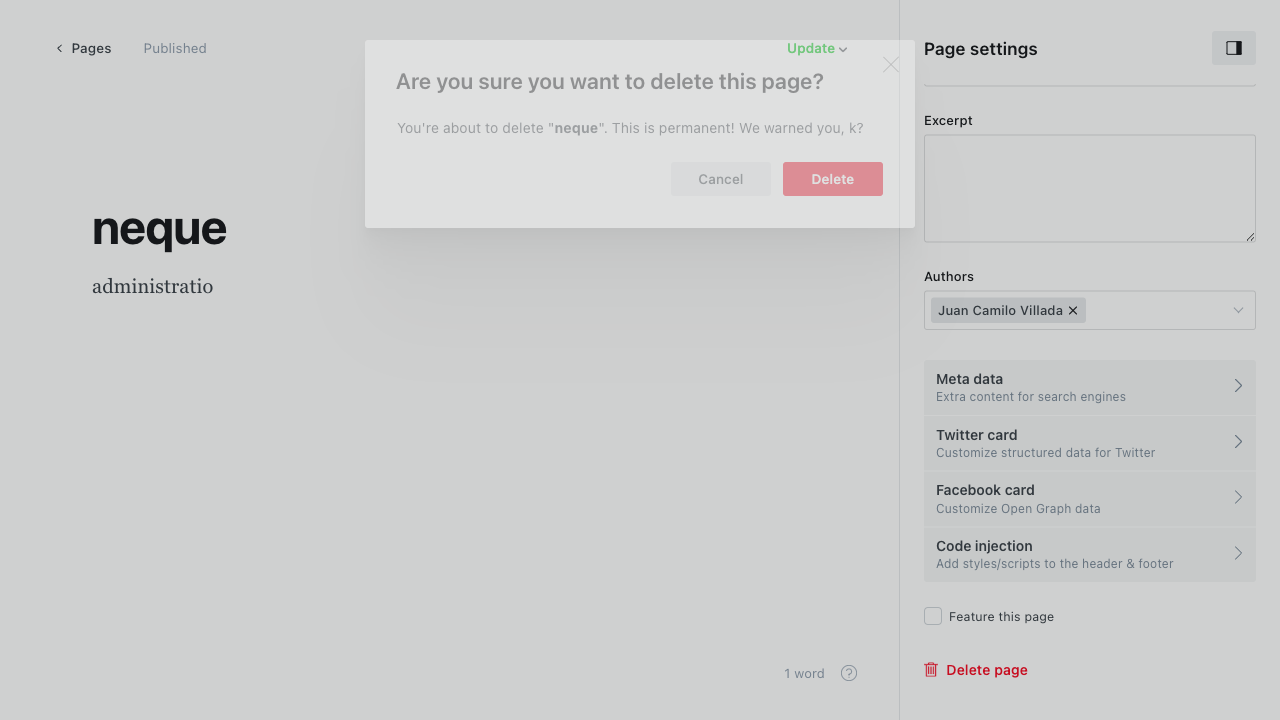 Pages
Published
Update
Are you sure you want to delete this page?
You're about to delete "neque". This is permanent! We warned you, k?
Cancel
Delete
neque
administratio
1 word
?
Page settings
Excerpt
Authors
Juan Camilo Villada
Meta data
Extra content for search engines
Twitter card
Customize structured data for Twitter
Facebook card
Customize Open Graph data
Code injection
Add styles/scripts to the header & footer
Feature this page
Delete page